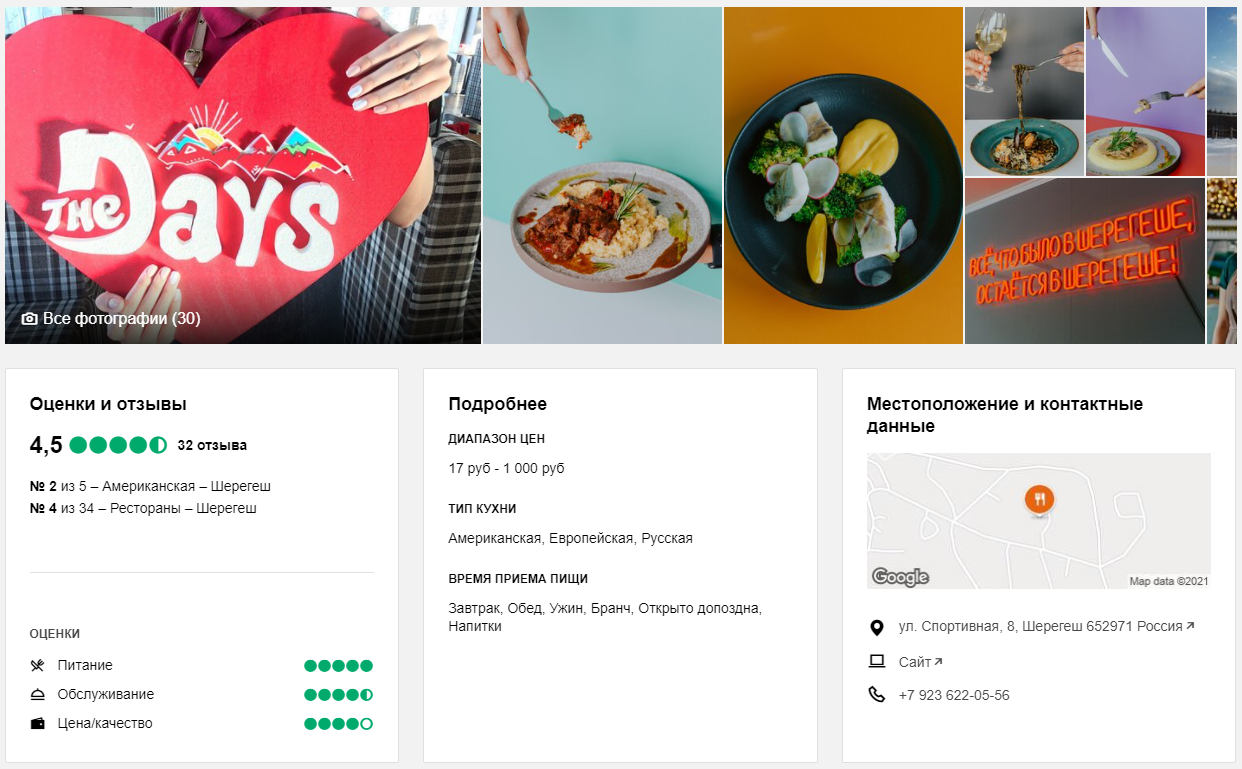 THE Days
Все фотографии (30)
ВСЁ, ЧТО БЫЛО В ШЕРЕГЕШЕ,
ОСТАЁТСЯ В ШЕРЕГЕШЕ!
Оценки и отзывы
4,5 32 отзыва
№ 2 из 5 – Американская – Шерегеш
№ 4 из 34 – Рестораны – Шерегеш
ОЦЕНКИ
Питание
Обслуживание
Цена/качество
Подробнее
ДИАПАЗОН ЦЕН
17 руб - 1 000 руб
ТИП КУХНИ
Американская, Европейская, Русская
ВРЕМЯ ПРИЕМА ПИЩИ
Завтрак, Обед, Ужин, Бранч, Открыто допоздна,
Напитки
Местоположение и контактные
данные
Google
Map data ©2021
ул. Спортивная, 8, Шерегеш 652971 Россия
Сайт
+7 923 622-05-56